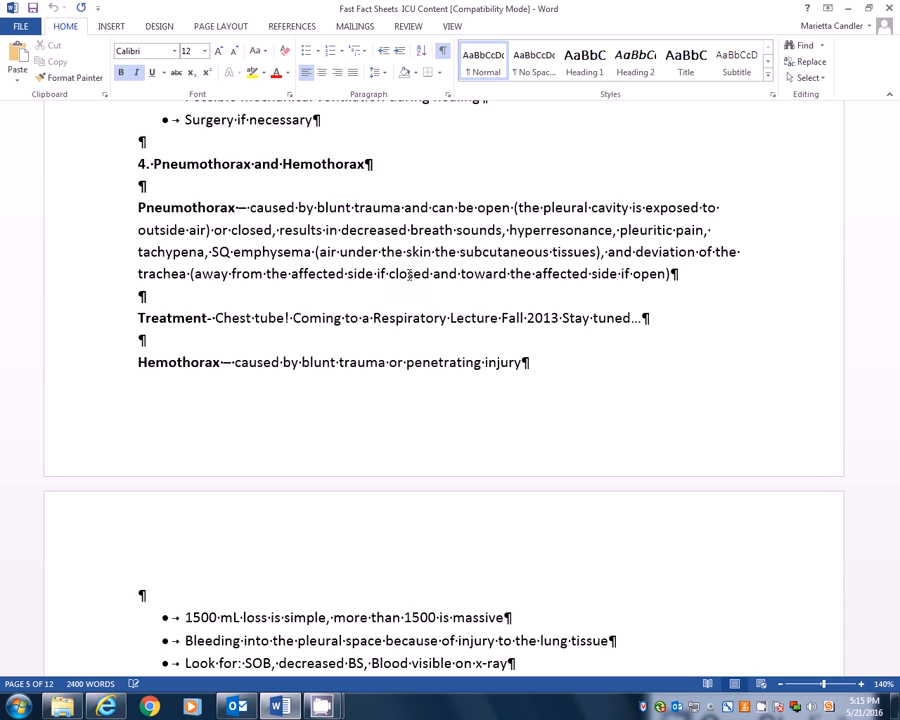 Fast Fact Sheets ICU Content [Compatibility Mode] - Word
FILE HOME INSERT DESIGN PAGE LAYOUT REFERENCES MAILINGS REVIEW VIEW Marietta Candler
Paste
Cut
Copy
Format Painter
Calibri 12
Aa
B I U abc X₂ X²
A
AaBbCcDc AaBbCcDc AaBbC AaBbCc AaBbC AaBbCcD
¶ Normal ¶ No Spac... Heading 1 Heading 2 Title Subtitle
Find
Replace
Select
Clipboard Font Paragraph Styles Editing
Surgery if necessary¶
¶
4. Pneumothorax and Hemothorax¶
¶
Pneumothorax – caused by blunt trauma and can be open (the pleural cavity is exposed to
outside air) or closed, results in decreased breath sounds, hyperresonance, pleuritic pain,
tachypena, SQ emphysema (air under the skin the subcutaneous tissues), and deviation of the
trachea (away from the affected side if closed and toward the affected side if open)¶
¶
Treatment- Chest tube! Coming to a Respiratory Lecture Fall 2013 Stay tuned...¶
¶
Hemothorax – caused by blunt trauma or penetrating injury¶
¶
• 1500 mL loss is simple, more than 1500 is massive¶
• Bleeding into the pleural space because of injury to the lung tissue¶
• Look for: SOB, decreased BS, Blood visible on x-ray¶
PAGE 5 OF 12 2400 WORDS 140%
5:15 PM
5/21/2016